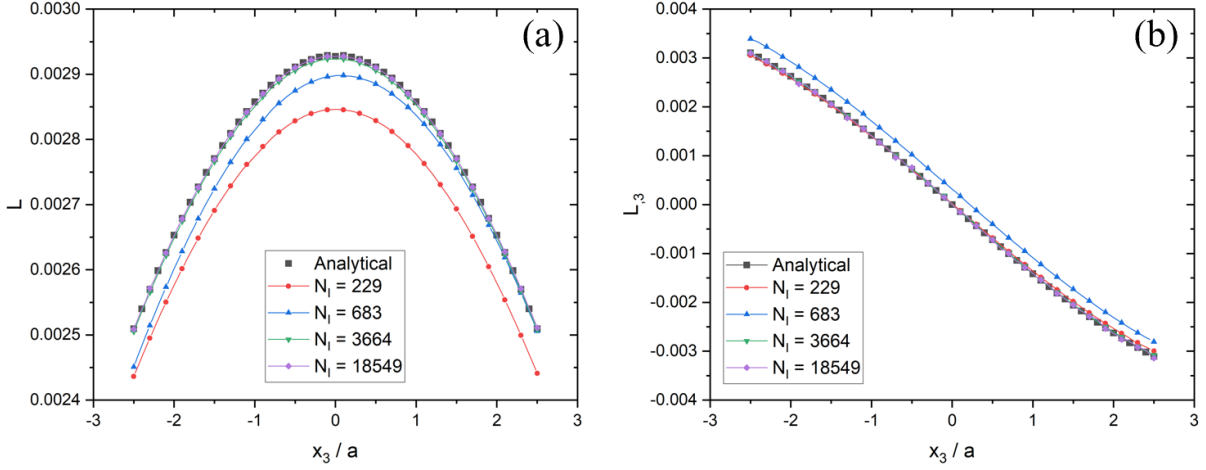 (a)
0.0030
0.0029
0.0028
0.0027
0.0026
0.0025
0.0024
L
Analytical
N_I = 229
N_I = 683
N_I = 3664
N_I = 18549
-3 -2 -1 0 1 2 3
x_3 / a
(b)
0.004
0.003
0.002
0.001
0.000
-0.001
-0.002
-0.003
-0.004
L_,3
Analytical
N_I = 229
N_I = 683
N_I = 3664
N_I = 18549
-3 -2 -1 0 1 2 3
x_3 / a